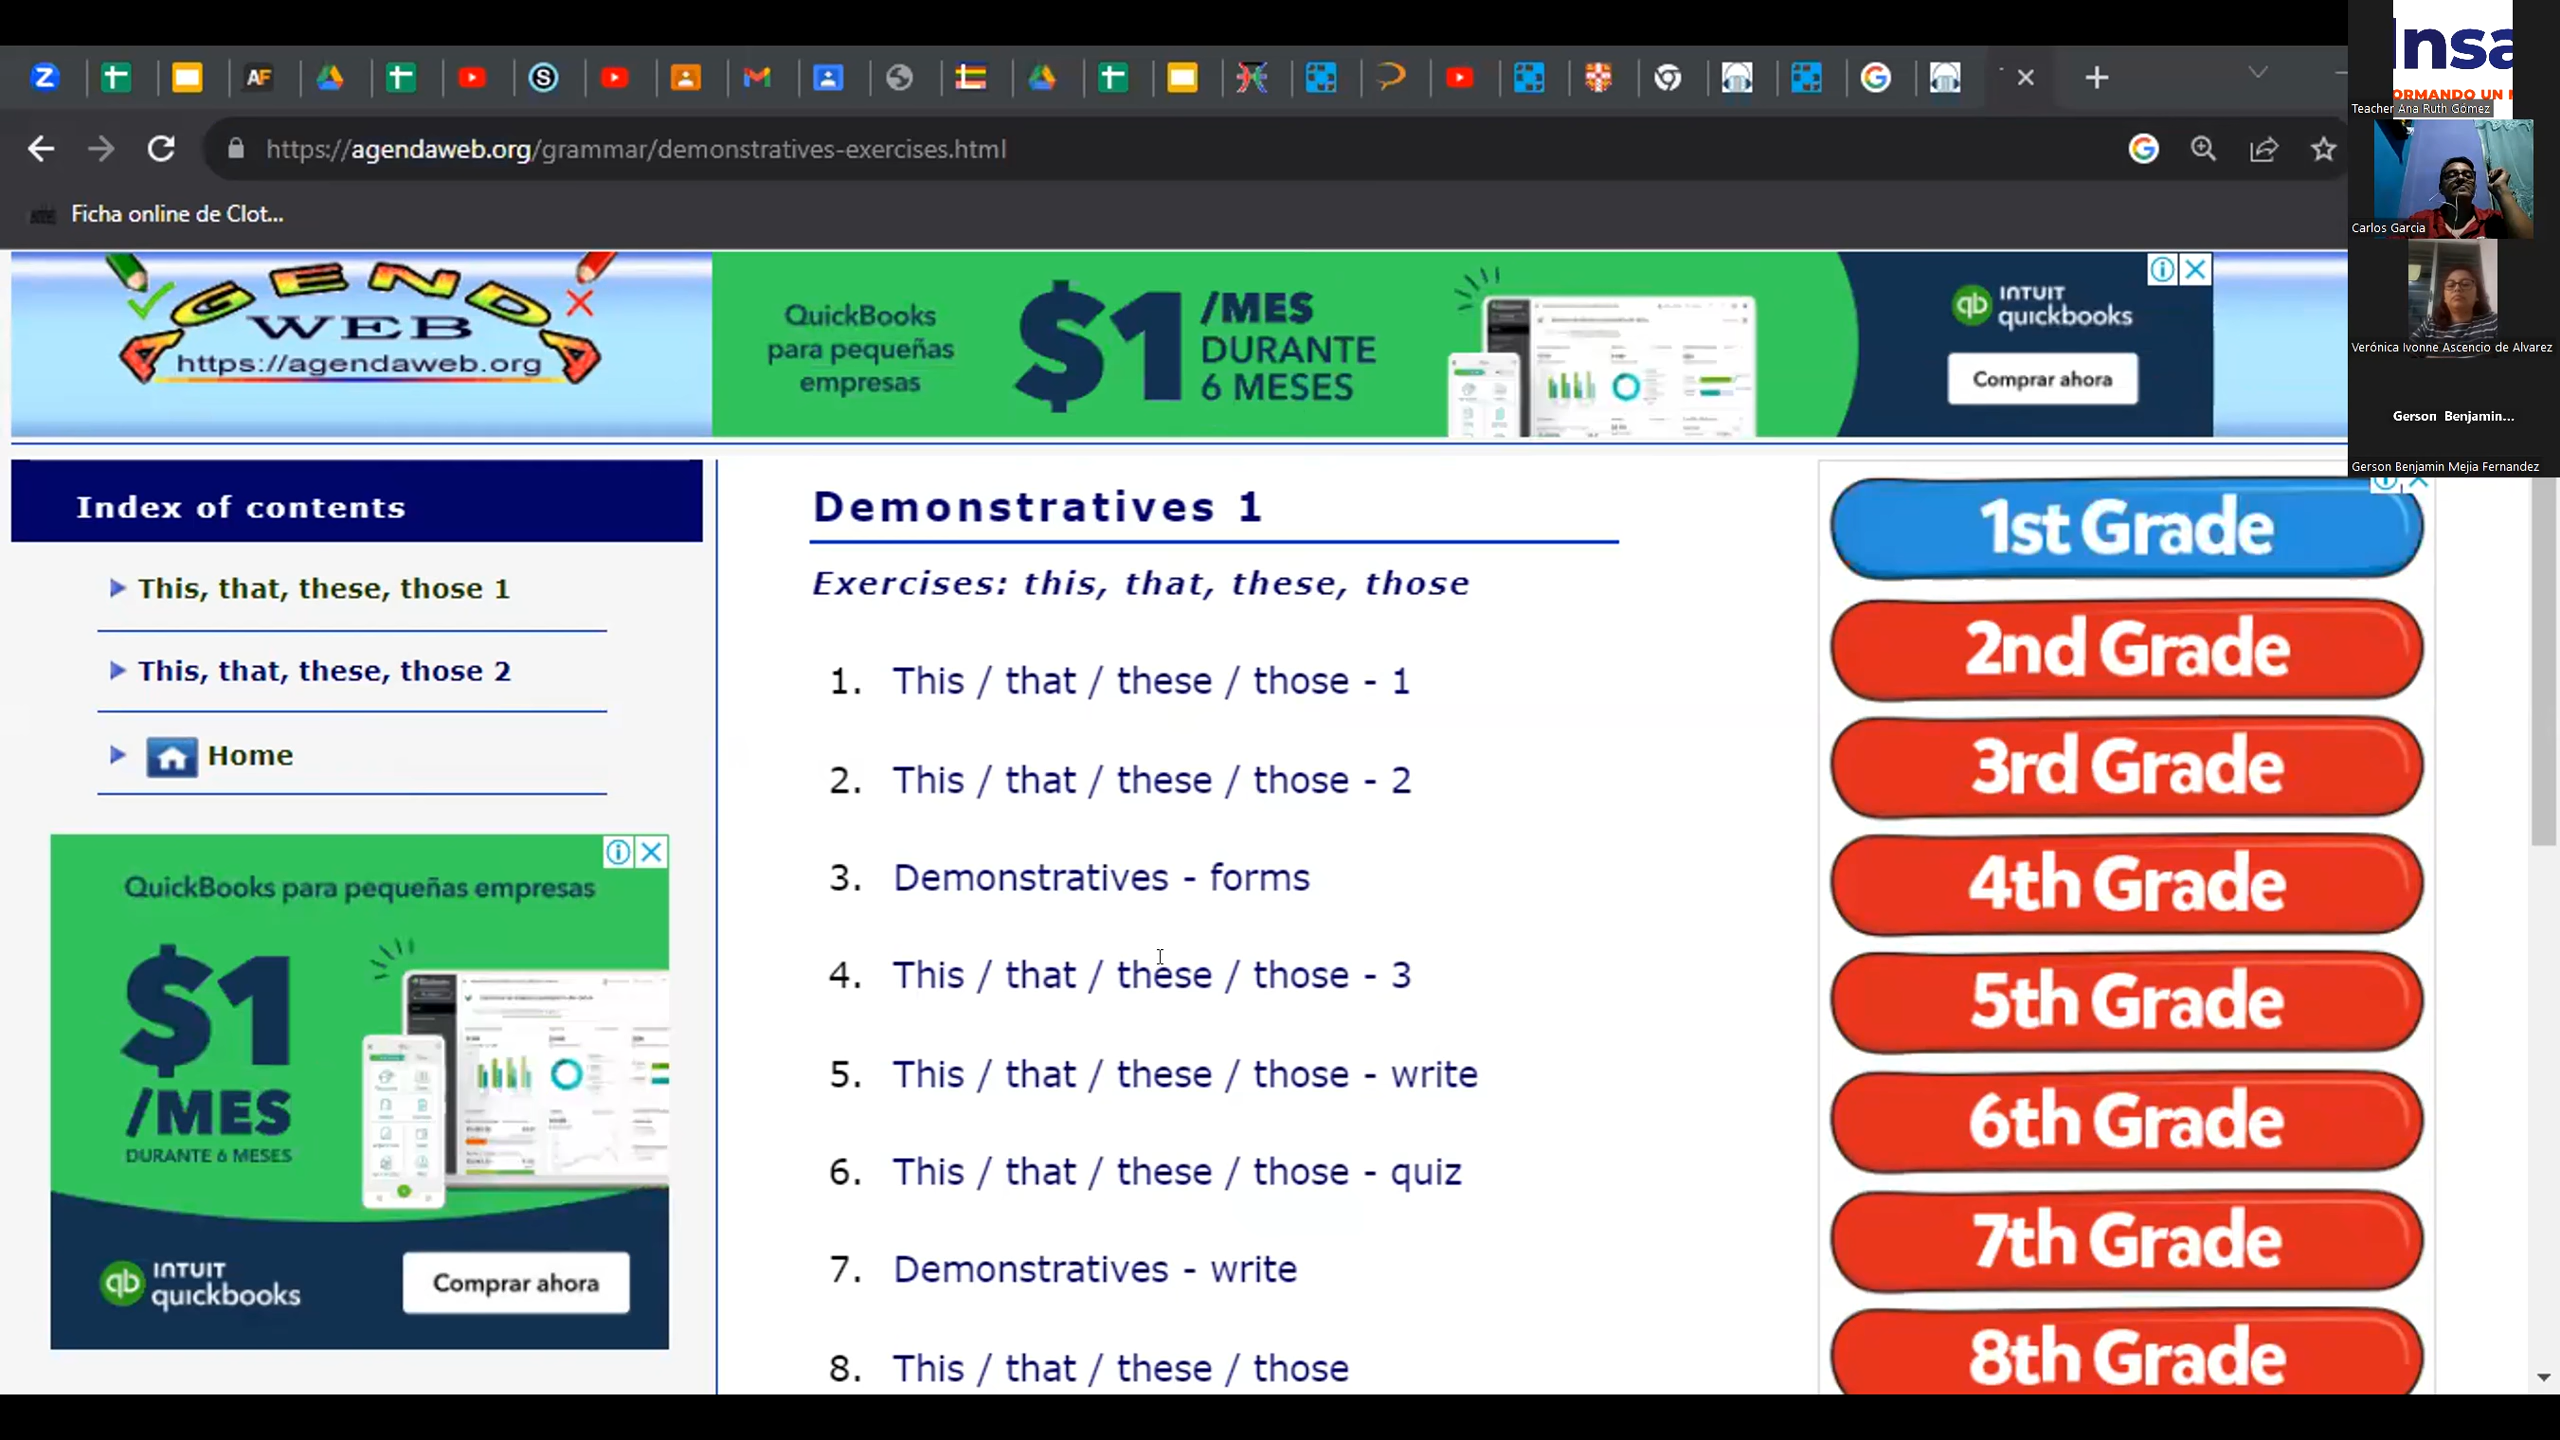 https://agendaweb.org/grammar/demonstratives-exercises.html
Ficha online de Clot...
AGENDA
WEB
https://agendaweb.org
QuickBooks
para pequeñas
empresas
$1
/MES
DURANTE
6 MESES
INTUIT
quickbooks
Comprar ahora
Index of contents
This, that, these, those 1
This, that, these, those 2
Home
QuickBooks para pequeñas empresas
$1
/MES
DURANTE 6 MESES
INTUIT
quickbooks
Comprar ahora
Demonstratives 1
Exercises: this, that, these, those
1. This / that / these / those - 1
2. This / that / these / those - 2
3. Demonstratives - forms
4. This / that / these / those - 3
5. This / that / these / those - write
6. This / that / these / those - quiz
7. Demonstratives - write
8. This / that / these / those
1st Grade
2nd Grade
3rd Grade
4th Grade
5th Grade
6th Grade
7th Grade
8th Grade
Insa
ORMANDO UN
Teacher Ana Ruth Gómez
Carlos Garcia
Verónica Ivonne Ascencio de Alvarez
Gerson Benjamin...
Gerson Benjamin Mejia Fernandez